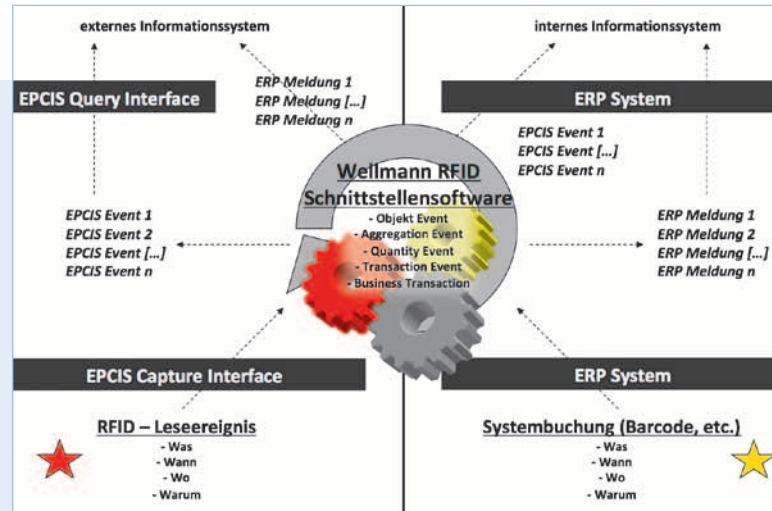 externes Informationssystem
internes Informationssystem
EPCIS Query Interface
ERP System
ERP Meldung 1
ERP Meldung [...]
ERP Meldung n
EPCIS Event 1
EPCIS Event [...]
EPCIS Event n
Weilmann RFID
Schnittstellensoftware
- Objekt Event
- Aggregation Event
- Quantity Event
- Transaction Event
- Business Transaction
EPCIS Event 1
EPCIS Event 2
EPCIS Event [...]
EPCIS Event n
ERP Meldung 1
ERP Meldung 2
ERP Meldung [...]
ERP Meldung n
EPCIS Capture Interface
ERP System
RFID – Leseereignis
- Was
- Wann
- Wo
- Warum
Systembuchung (Barcode, etc.)
- Was
- Wann
- Wo
- Warum